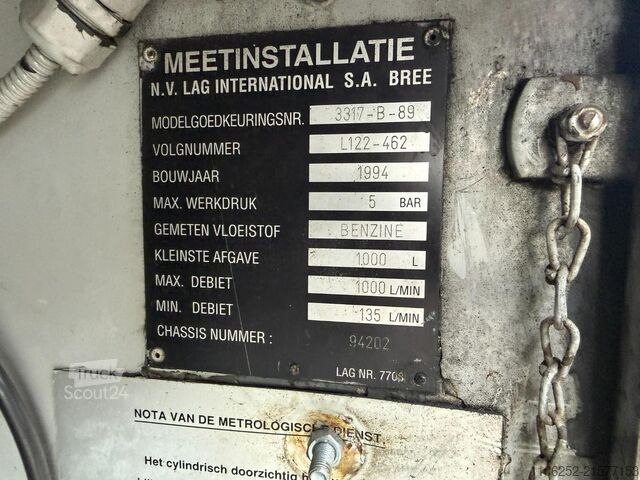 MEETINSTALLATIE
N.V. LAG INTERNATIONAL S.A. BREE
MODELGOEDKEURINGSNR. 3317-B-89
VOLGNUMMER L122-462
BOUWJAAR 1994
MAX. WERKDRUK 5 BAR
GEMETEN VLOEISTOF BENZINE
KLEINSTE AFGAVE 1000 L
MAX. DEBIET 1000 L/MIN
MIN. DEBIET 135 L/MIN
CHASSIS NUMMER : 94202
LAG NR. 7708
Truck
Scout24
NOTA VAN DE METROLOGISCHE DIENST
Het cylindrisch doorzichtig